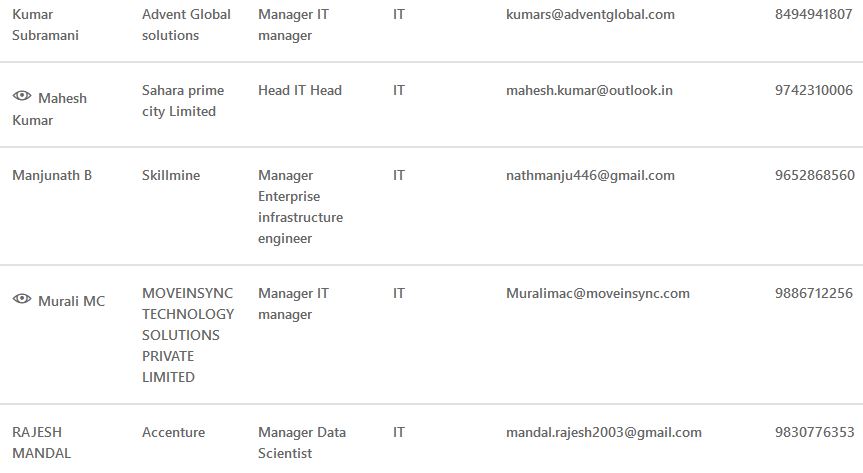 Kumar Subramani Advent Global solutions Manager IT manager IT kumars@adventglobal.com 8494941807
Mahesh Kumar Sahara prime city Limited Head IT Head IT mahesh.kumar@outlook.in 9742310006
Manjunath B Skillmine Manager Enterprise infrastructure engineer IT nathmanju446@gmail.com 9652868560
Murali MC MOVEINSYNC TECHNOLOGY SOLUTIONS PRIVATE LIMITED Manager IT manager IT Muralimac@moveinsync.com 9886712256
RAJESH MANDAL Accenture Manager Data Scientist IT mandal.rajesh2003@gmail.com 9830776353